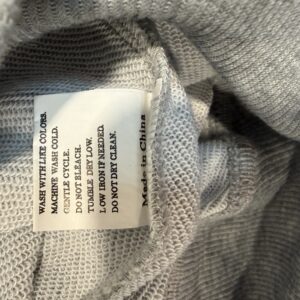 WASH WITH LIKE COLORS.
MACHINE WASH COLD.
GENTLE CYCLE.
DO NOT BLEACH.
TUMBLE DRY LOW.
LOW IRON IF NEEDED.
DO NOT DRY CLEAN.
Made In China